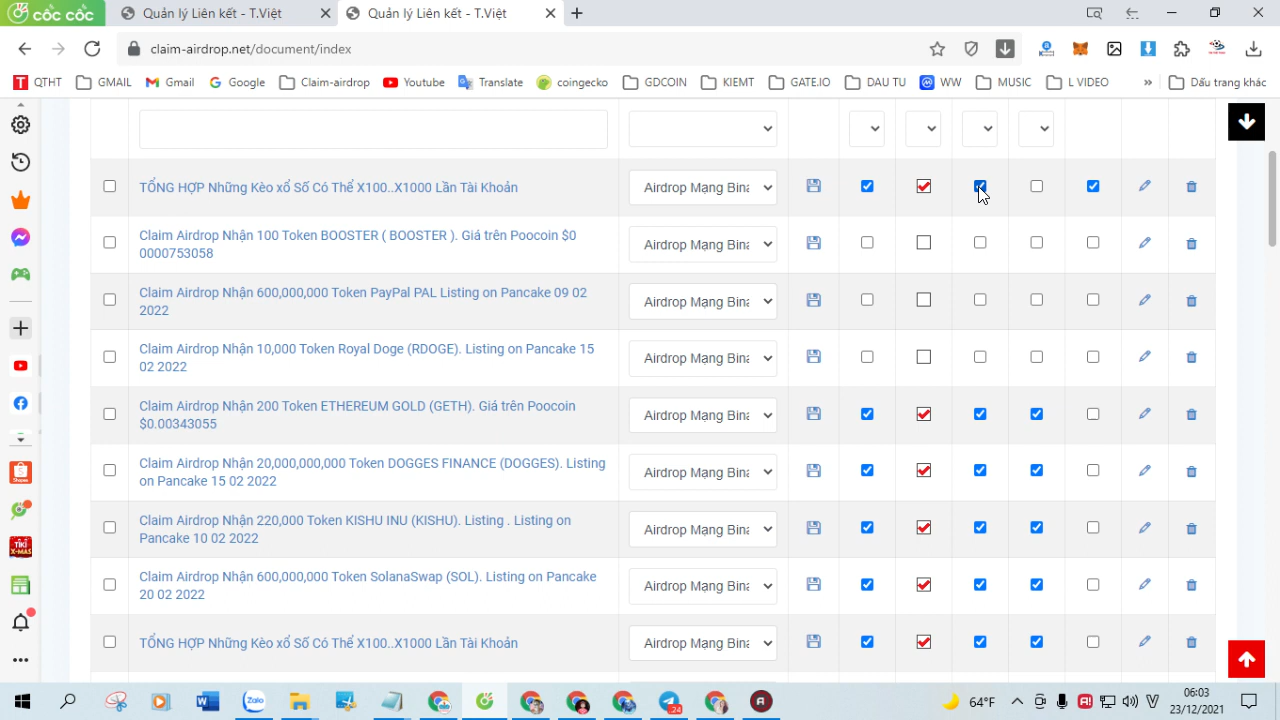 cốc cốc
Quản lý kết - T.Việt
Quản lý kết - T.Việt
claim-airdrop.net/document/index
QTHT
GMAIL
Gmail
Google
Claim-airdrop
Youtube
Translate
coingecko
GDCOIN
KIEMT
GATE.IO
DAU TU
WW
MUSIC
L VIDEO
»
Dấu trang khác
TỔNG HỢP Những Kèo xổ Số Có Thể X100..X1000 Lần Tài Khoản
Airdrop Mạng Bina
Claim Airdrop Nhận 100 Token BOOSTER ( BOOSTER ). Giá trên Poocoin $0
0000753058
Airdrop Mạng Bina
Claim Airdrop Nhận 600,000,000 Token PayPal PAL Listing on Pancake 09 02
2022
Airdrop Mạng Bina
Claim Airdrop Nhận 10,000 Token Royal Doge (RDOGE). Listing on Pancake 15
02 2022
Airdrop Mạng Bina
Claim Airdrop Nhận 200 Token ETHEREUM GOLD (GETH). Giá trên Poocoin
$0.00343055
Airdrop Mạng Bina
Claim Airdrop Nhận 20,000,000,000 Token DOGGES FINANCE (DOGGES). Listing
on Pancake 15 02 2022
Airdrop Mạng Bina
Claim Airdrop Nhận 220,000 Token KISHU INU (KISHU). Listing . Listing on
Pancake 10 02 2022
Airdrop Mạng Bina
Claim Airdrop Nhận 600,000,000 Token SolanaSwap (SOL). Listing on Pancake
20 02 2022
Airdrop Mạng Bina
TỔNG HỢP Những Kèo xổ Số Có Thể X100..X1000 Lần Tài Khoản
Airdrop Mạng Bina
Zalo
24
64°F
06:03
23/12/2021